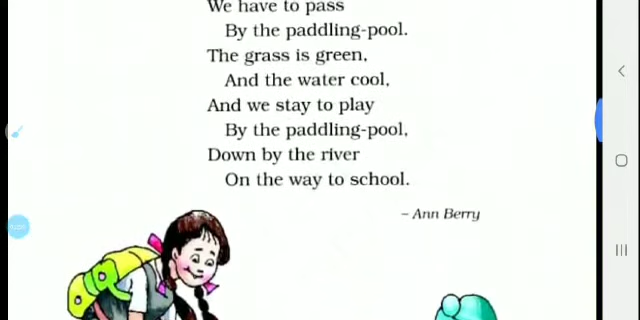 We have to pass
By the paddling-pool.
The grass is green,
And the water cool,
And we stay to play
By the paddling-pool,
Down by the river
On the way to school.
– Ann Berry